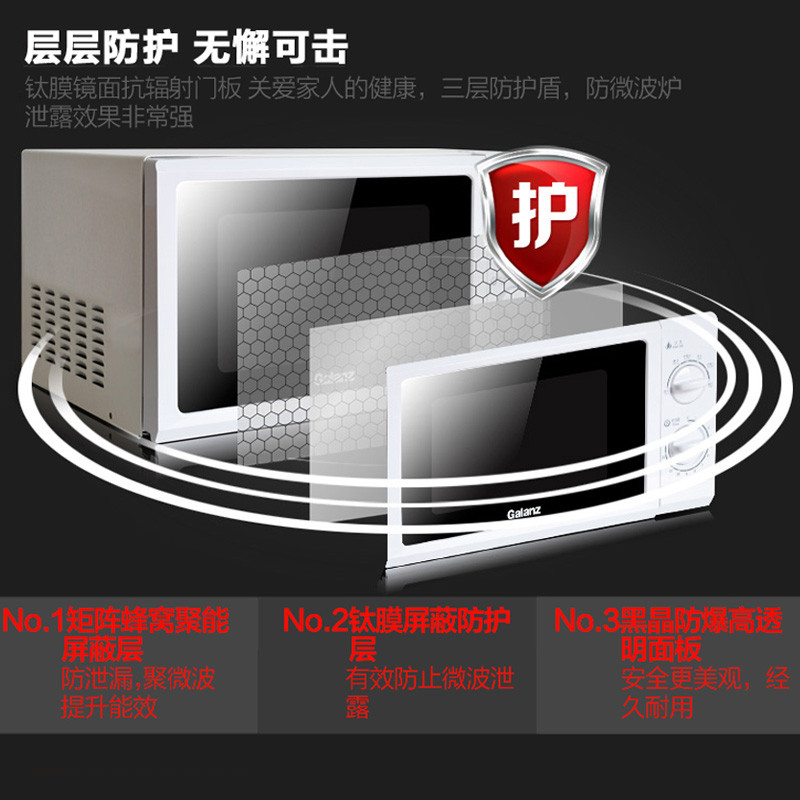 层层防护 无懈可击
钛膜镜面抗辐射门板 关爱家人的健康，三层防护盾，防微波炉
泄露效果非常强
护
Galanz
Galanz
No.1矩阵蜂窝聚能
屏蔽层
防泄漏,聚微波
提升能效
No.2钛膜屏蔽防护
层
有效防止微波泄
露
No.3黑晶防爆高透
明面板
安全更美观，经
久耐用